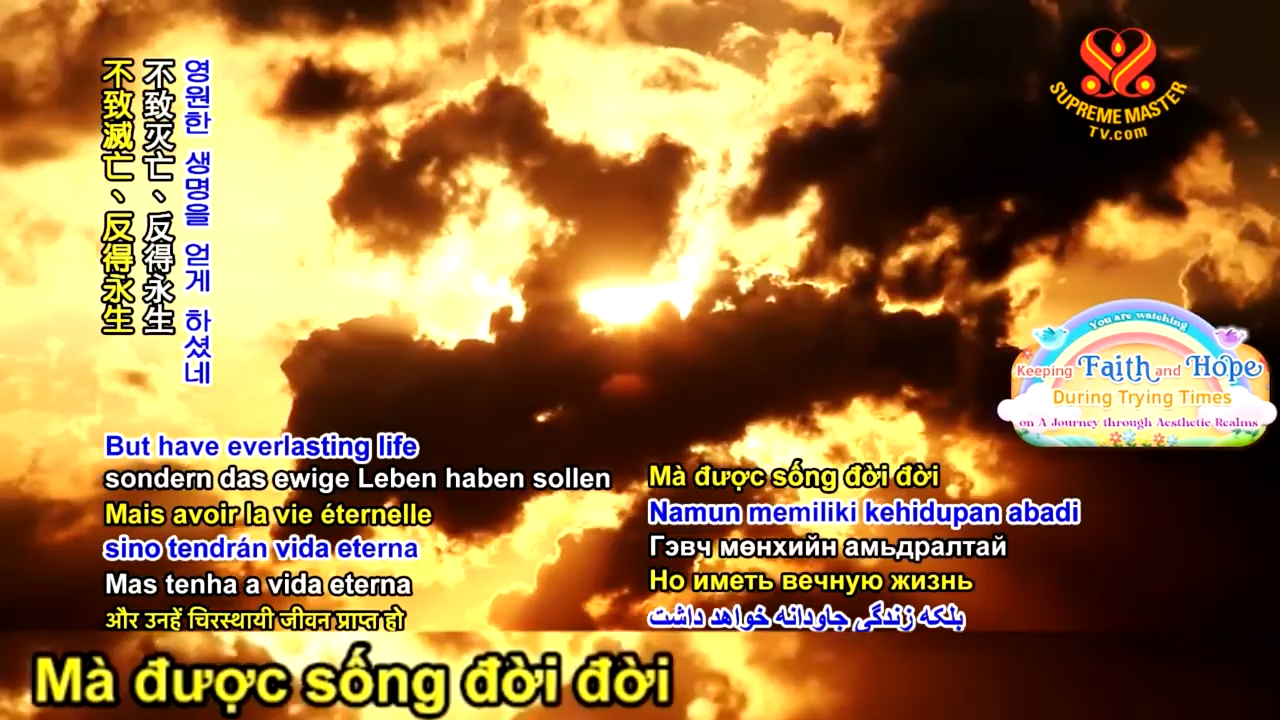 不致滅亡、反得永生
不致灭亡、反得永生
영원한 생명을 얻게 하셨네
SUPREME MASTER
TV.com
You are watching
Keeping Faith and Hope
During Trying Times
on A Journey through Aesthetic Realms
But have everlasting life
sondern das ewige Leben haben sollen
Mais avoir la vie éternelle
sino tendrán vida eterna
Mas tenha a vida eterna
और उनहें चिरस्थायी जीवन प्राप्त हो
Mà được sống đời đời
Namun memiliki kehidupan abadi
Гэвч мөнхийн амьдралтай
Но иметь вечную жизнь
بلکه زندگی جاودانه خواهد داشت
Mà được sống đời đời